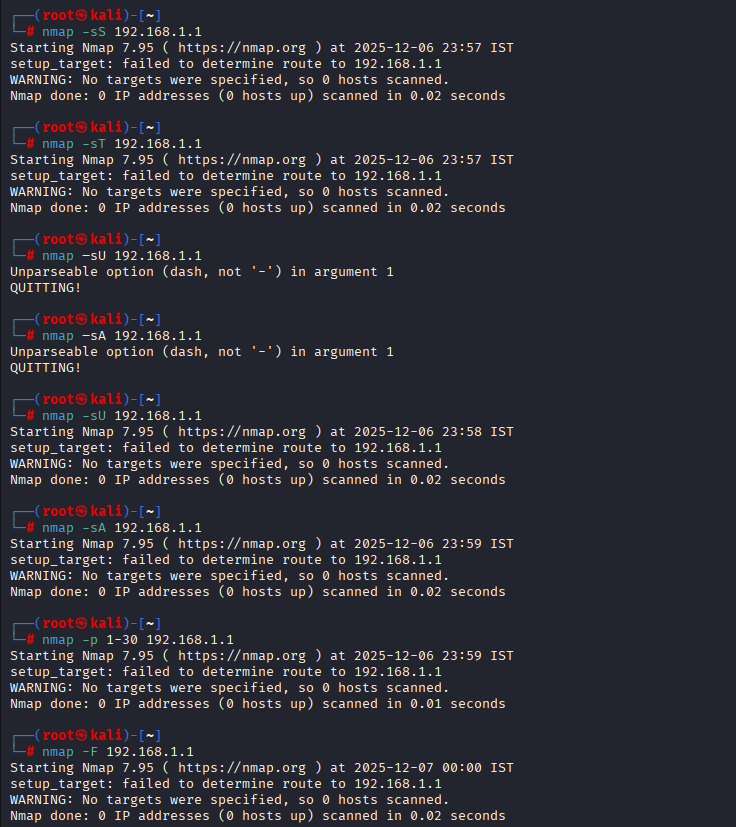 ┌──(root㉿kali)-[~]
└─# nmap -sS 192.168.1.1
Starting Nmap 7.95 ( https://nmap.org ) at 2025-12-06 23:57 IST
setup_target: failed to determine route to 192.168.1.1
WARNING: No targets were specified, so 0 hosts scanned.
Nmap done: 0 IP addresses (0 hosts up) scanned in 0.02 seconds
┌──(root㉿kali)-[~]
└─# nmap -sT 192.168.1.1
Starting Nmap 7.95 ( https://nmap.org ) at 2025-12-06 23:57 IST
setup_target: failed to determine route to 192.168.1.1
WARNING: No targets were specified, so 0 hosts scanned.
Nmap done: 0 IP addresses (0 hosts up) scanned in 0.02 seconds
┌──(root㉿kali)-[~]
└─# nmap –sU 192.168.1.1
Unparseable option (dash, not '-') in argument 1
QUITTING!
┌──(root㉿kali)-[~]
└─# nmap –sA 192.168.1.1
Unparseable option (dash, not '-') in argument 1
QUITTING!
┌──(root㉿kali)-[~]
└─# nmap -sU 192.168.1.1
Starting Nmap 7.95 ( https://nmap.org ) at 2025-12-06 23:58 IST
setup_target: failed to determine route to 192.168.1.1
WARNING: No targets were specified, so 0 hosts scanned.
Nmap done: 0 IP addresses (0 hosts up) scanned in 0.02 seconds
┌──(root㉿kali)-[~]
└─# nmap -sA 192.168.1.1
Starting Nmap 7.95 ( https://nmap.org ) at 2025-12-06 23:59 IST
setup_target: failed to determine route to 192.168.1.1
WARNING: No targets were specified, so 0 hosts scanned.
Nmap done: 0 IP addresses (0 hosts up) scanned in 0.02 seconds
┌──(root㉿kali)-[~]
└─# nmap -p 1-30 192.168.1.1
Starting Nmap 7.95 ( https://nmap.org ) at 2025-12-06 23:59 IST
setup_target: failed to determine route to 192.168.1.1
WARNING: No targets were specified, so 0 hosts scanned.
Nmap done: 0 IP addresses (0 hosts up) scanned in 0.01 seconds
┌──(root㉿kali)-[~]
└─# nmap -F 192.168.1.1
Starting Nmap 7.95 ( https://nmap.org ) at 2025-12-07 00:00 IST
setup_target: failed to determine route to 192.168.1.1
WARNING: No targets were specified, so 0 hosts scanned.
Nmap done: 0 IP addresses (0 hosts up) scanned in 0.02 seconds